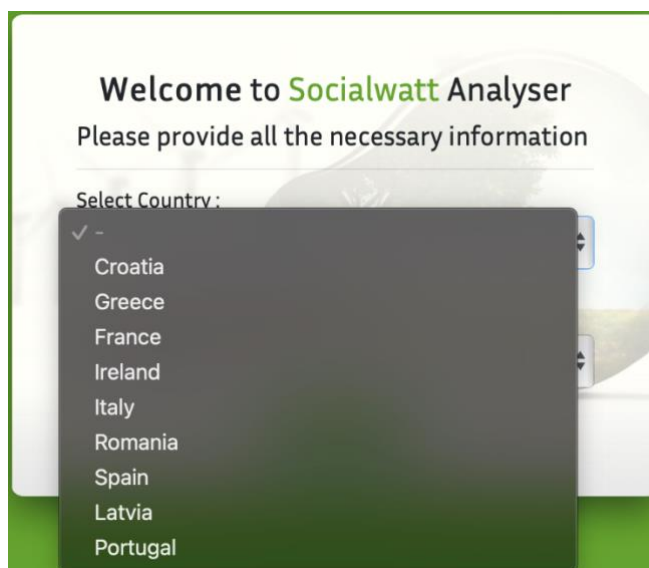 Welcome to Socialwatt Analyser
Please provide all the necessary information
Select Country :
-
Croatia
Greece
France
Ireland
Italy
Romania
Spain
Latvia
Portugal